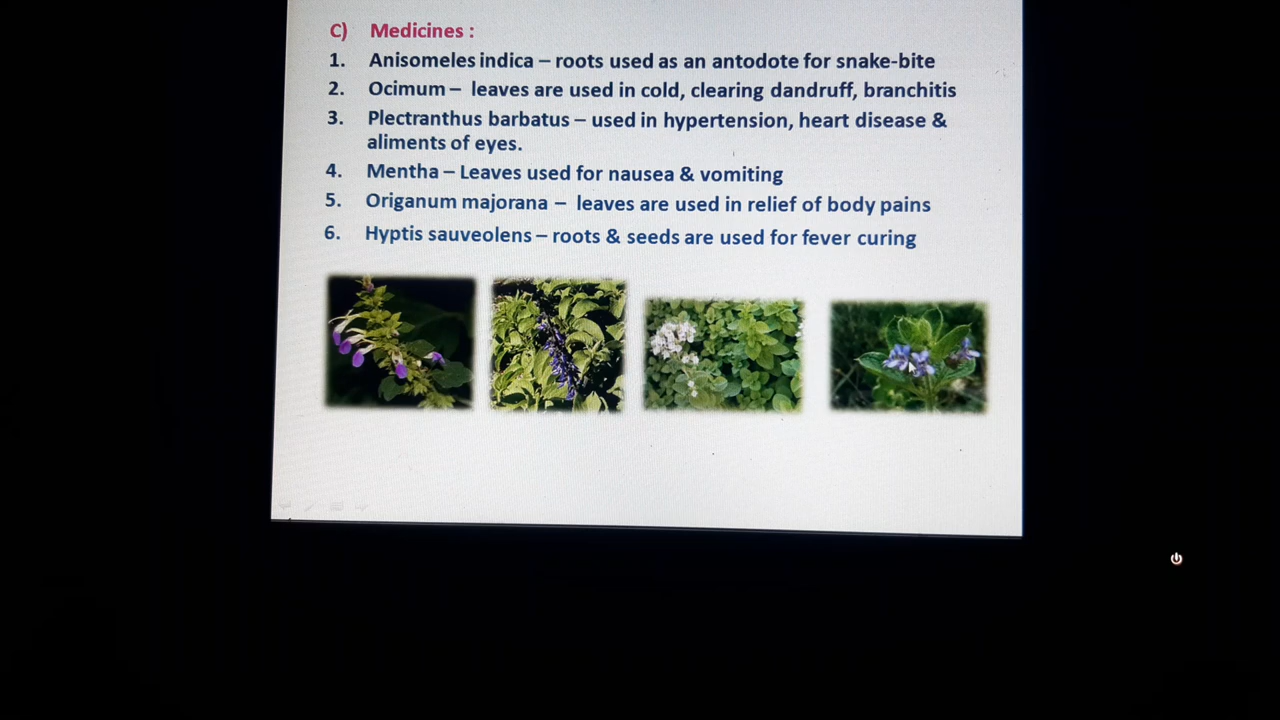 C) Medicines :
1. Anisomeles indica – roots used as an antodote for snake-bite
2. Ocimum – leaves are used in cold, clearing dandruff, branchitis
3. Plectranthus barbatus – used in hypertension, heart disease &
aliments of eyes.
4. Mentha – Leaves used for nausea & vomiting
5. Origanum majorana – leaves are used in relief of body pains
6. Hyptis sauveolens – roots & seeds are used for fever curing